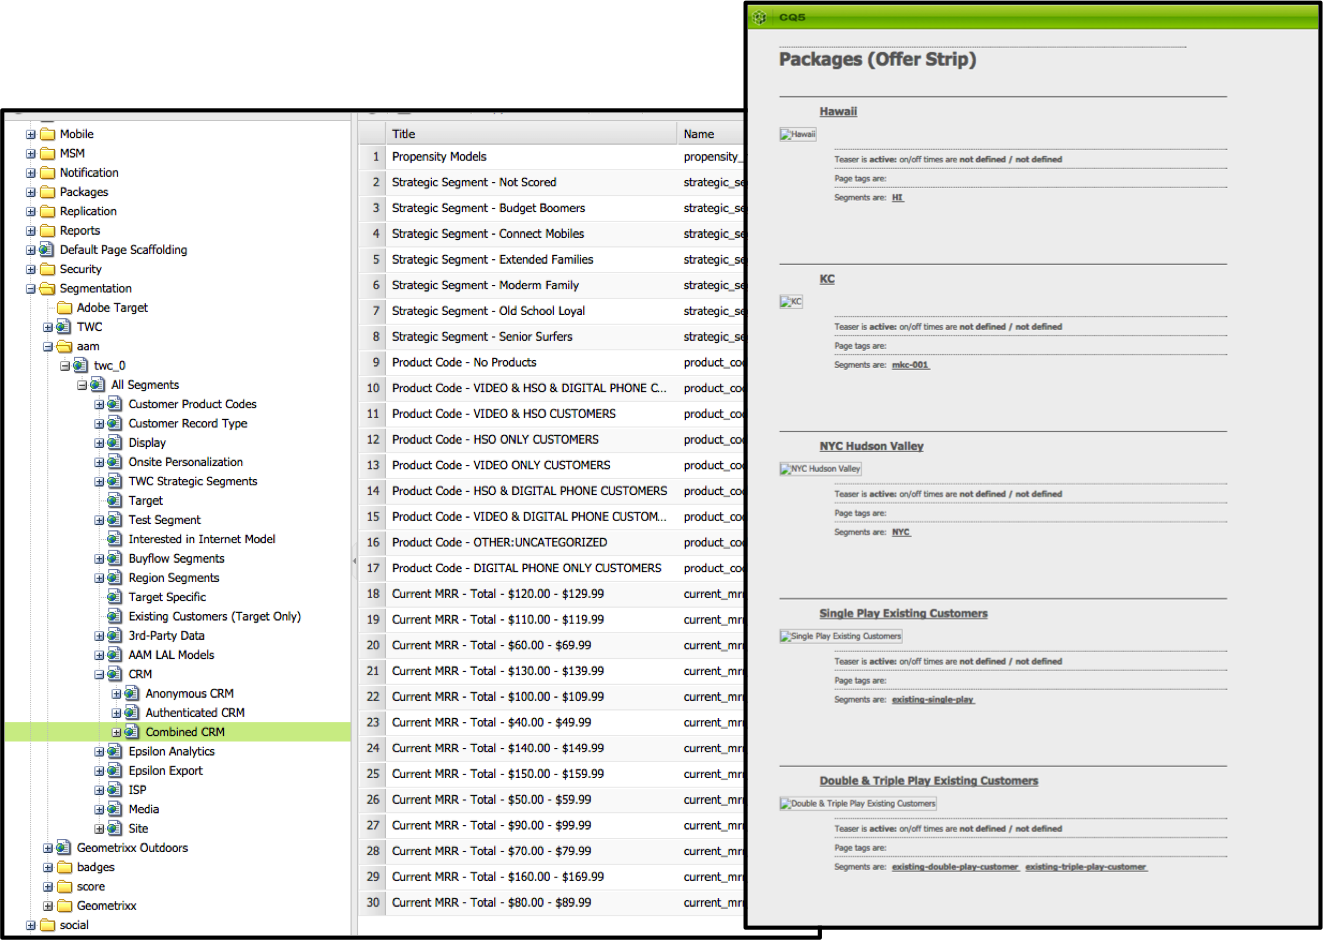 CQ5
Packages (Offer Strip)
Hawaii
Hawaii
Teaser is active: on/off times are not defined / not defined
Page tags are:
Segments are: HI
KC
KC
Teaser is active: on/off times are not defined / not defined
Page tags are:
Segments are: mkc-001
NYC Hudson Valley
NYC Hudson Valley
Teaser is active: on/off times are not defined / not defined
Page tags are:
Segments are: NYC
Single Play Existing Customers
Single Play Existing Customers
Teaser is active: on/off times are not defined / not defined
Page tags are:
Segments are: existing-single-play
Double & Triple Play Existing Customers
Double & Triple Play Existing Customers
Teaser is active: on/off times are not defined / not defined
Page tags are:
Segments are: existing-double-play-customer existing-triple-play-customer
Mobile
MSM
Notification
Packages
Replication
Reports
Default Page Scaffolding
Security
Segmentation
Adobe Target
TWC
aam
twc_0
All Segments
Customer Product Codes
Customer Record Type
Display
Onsite Personalization
TWC Strategic Segments
Target
Test Segment
Interested in Internet Model
Buyflow Segments
Region Segments
Target Specific
Existing Customers (Target Only)
3rd-Party Data
AAM LAL Models
CRM
Anonymous CRM
Authenticated CRM
Combined CRM
Epsilon Analytics
Epsilon Export
ISP
Media
Site
Geometrixx Outdoors
badges
score
Geometrixx
social
Title Name
1 Propensity Models propensity_
2 Strategic Segment - Not Scored strategic_se
3 Strategic Segment - Budget Boomers strategic_se
4 Strategic Segment - Connect Mobiles strategic_se
5 Strategic Segment - Extended Families strategic_se
6 Strategic Segment - Moderm Family strategic_se
7 Strategic Segment - Old School Loyal strategic_se
8 Strategic Segment - Senior Surfers strategic_se
9 Product Code - No Products product_co
10 Product Code - VIDEO & HSO & DIGITAL PHONE C... product_co
11 Product Code - VIDEO & HSO CUSTOMERS product_co
12 Product Code - HSO ONLY CUSTOMERS product_co
13 Product Code - VIDEO ONLY CUSTOMERS product_co
14 Product Code - HSO & DIGITAL PHONE CUSTOMERS product_co
15 Product Code - VIDEO & DIGITAL PHONE CUSTOM... product_co
16 Product Code - OTHER:UNCATEGORIZED product_co
17 Product Code - DIGITAL PHONE ONLY CUSTOMERS product_co
18 Current MRR - Total - $120.00 - $129.99 current_mr
19 Current MRR - Total - $110.00 - $119.99 current_mr
20 Current MRR - Total - $60.00 - $69.99 current_mr
21 Current MRR - Total - $130.00 - $139.99 current_mr
22 Current MRR - Total - $100.00 - $109.99 current_mr
23 Current MRR - Total - $40.00 - $49.99 current_mr
24 Current MRR - Total - $140.00 - $149.99 current_mr
25 Current MRR - Total - $150.00 - $159.99 current_mr
26 Current MRR - Total - $50.00 - $59.99 current_mr
27 Current MRR - Total - $90.00 - $99.99 current_mr
28 Current MRR - Total - $70.00 - $79.99 current_mr
29 Current MRR - Total - $160.00 - $169.99 current_mr
30 Current MRR - Total - $80.00 - $89.99 current_mr